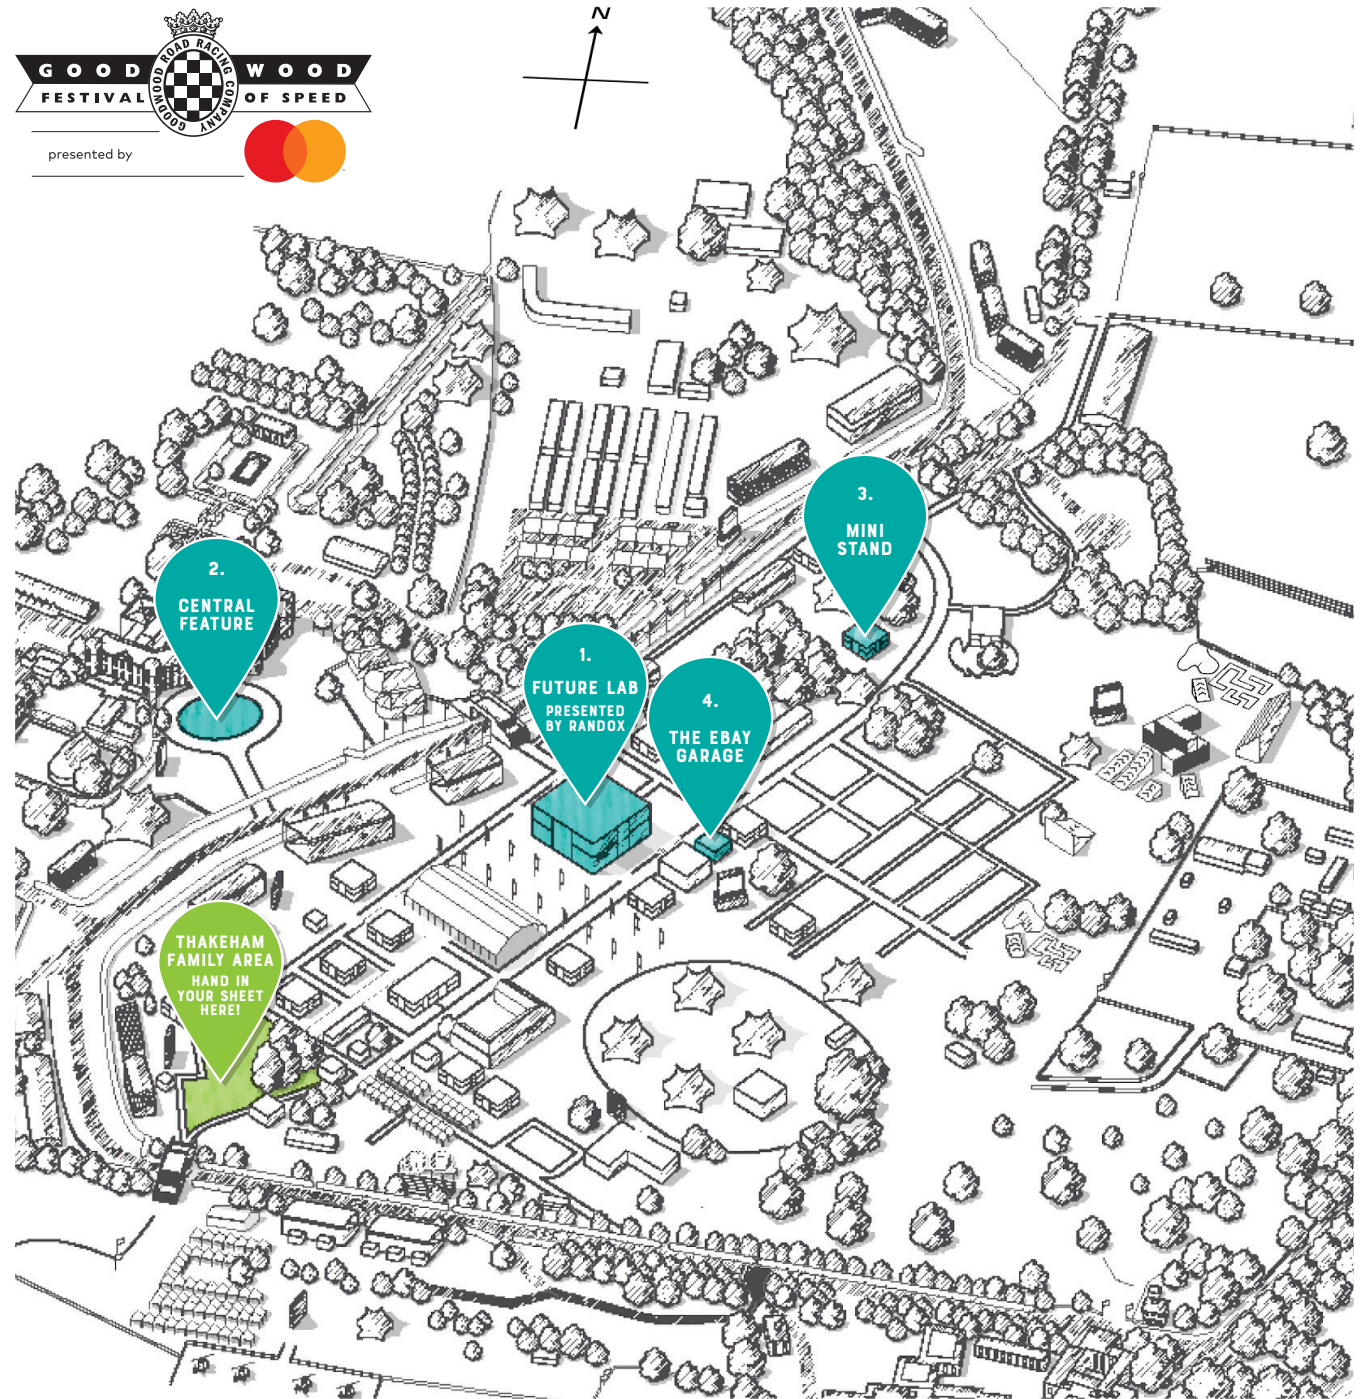 N
GOODWOOD ROAD RACING COMPANY
GOOD WOOD
FESTIVAL OF SPEED
presented by
3.
MINI
STAND
2.
CENTRAL
FEATURE
1.
FUTURE LAB
PRESENTED
BY RANDOX
4.
THE EBAY
GARAGE
THAKEHAM
FAMILY AREA
HAND IN
YOUR SHEET
HERE!